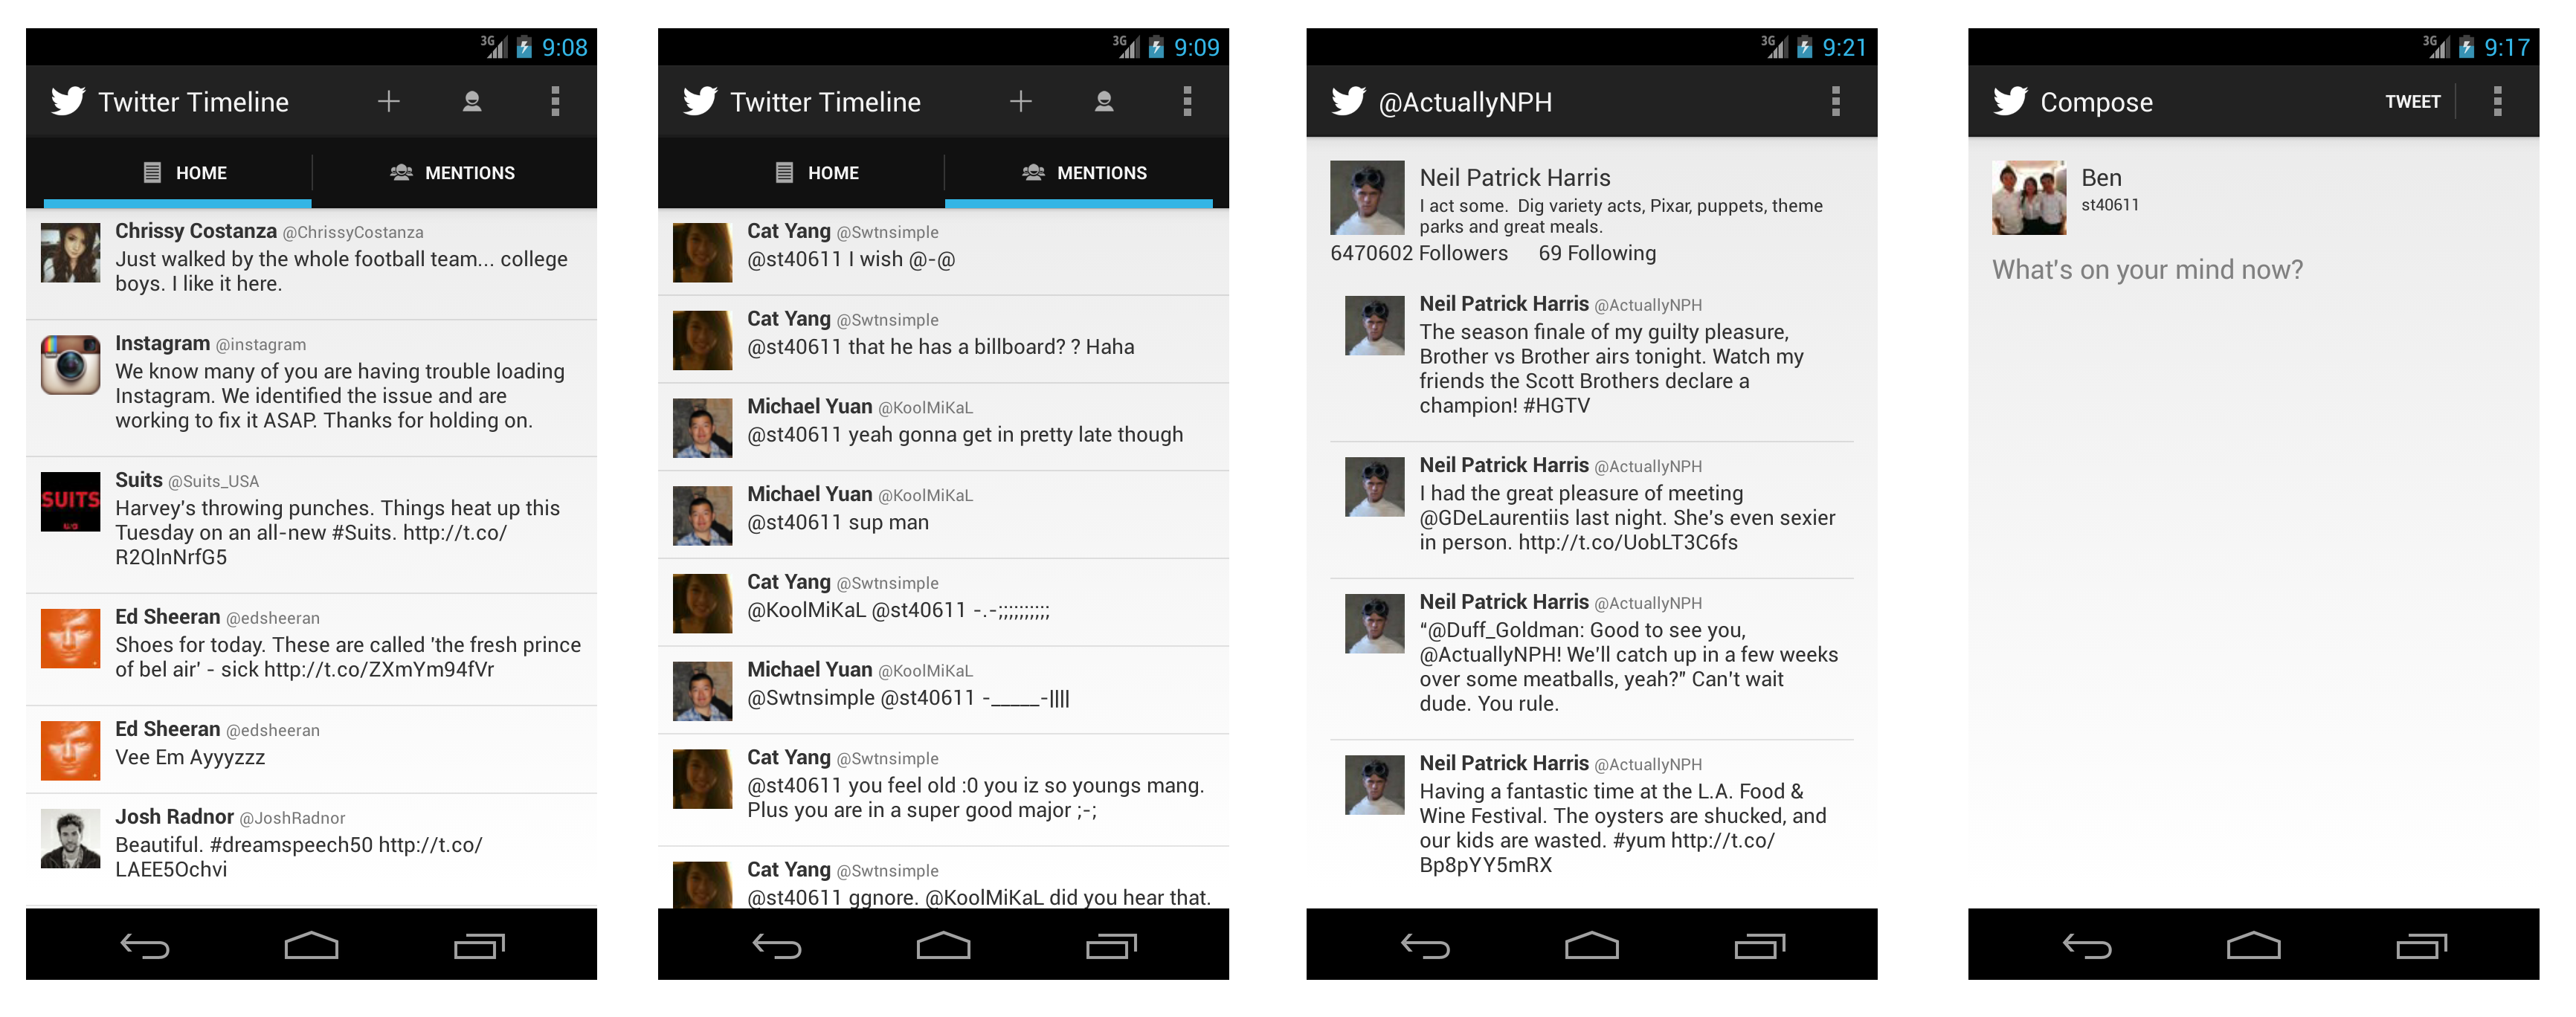 3G 9:08
Twitter Timeline
HOME MENTIONS
Chrissy Costanza @ChrissyCostanza
Just walked by the whole football team... college
boys. I like it here.
Instagram @instagram
We know many of you are having trouble loading
Instagram. We identified the issue and are
working to fix it ASAP. Thanks for holding on.
SUITS
Suits @Suits_USA
Harvey's throwing punches. Things heat up this
Tuesday on an all-new #Suits. http://t.co/
R2QlnNrfG5
Ed Sheeran @edsheeran
Shoes for today. These are called 'the fresh prince
of bel air' - sick http://t.co/ZXmYm94fVr
Ed Sheeran @edsheeran
Vee Em Ayyyzzz
Josh Radnor @JoshRadnor
Beautiful. #dreamspeech50 http://t.co/
LAEE5Ochvi
3G 9:09
Twitter Timeline
HOME MENTIONS
Cat Yang @Swtnsimple
@st40611 I wish @-@
Cat Yang @Swtnsimple
@st40611 that he has a billboard? ? Haha
Michael Yuan @KoolMiKaL
@st40611 yeah gonna get in pretty late though
Michael Yuan @KoolMiKaL
@st40611 sup man
Cat Yang @Swtnsimple
@KoolMiKaL @st40611 -.-;;;;;;;;;;
Michael Yuan @KoolMiKaL
@Swtnsimple @st40611 -_____-||||
Cat Yang @Swtnsimple
@st40611 you feel old :0 you iz so youngs mang.
Plus you are in a super good major ;-;
Cat Yang @Swtnsimple
@st40611 ggnore. @KoolMiKaL did you hear that.
3G 9:21
@ActuallyNPH
Neil Patrick Harris
I act some.  Dig variety acts, Pixar, puppets, theme
parks and great meals.
6470602 Followers 69 Following
Neil Patrick Harris @ActuallyNPH
The season finale of my guilty pleasure,
Brother vs Brother airs tonight. Watch my
friends the Scott Brothers declare a
champion! #HGTV
Neil Patrick Harris @ActuallyNPH
I had the great pleasure of meeting
@GDeLaurentiis last night. She's even sexier
in person. http://t.co/UobLT3C6fs
Neil Patrick Harris @ActuallyNPH
“@Duff_Goldman: Good to see you,
@ActuallyNPH! We'll catch up in a few weeks
over some meatballs, yeah?” Can't wait
dude. You rule.
Neil Patrick Harris @ActuallyNPH
Having a fantastic time at the L.A. Food &
Wine Festival. The oysters are shucked, and
our kids are wasted. #yum http://t.co/
Bp8pYY5mRX
3G 9:17
Compose TWEET
Ben
st40611
What's on your mind now?